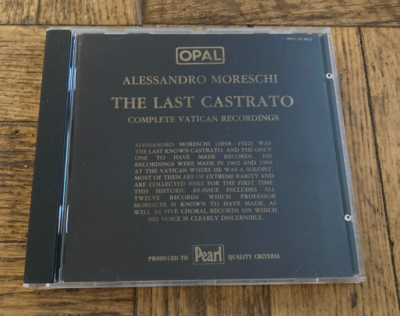 OPAL
ALESSANDRO MORESCHI
THE LAST CASTRATO
COMPLETE VATICAN RECORDINGS
ALESSANDRO MORESCHI (1858-1922) WAS
THE LAST KNOWN CASTRATO, AND THE ONLY
ONE TO HAVE MADE RECORDS. HIS
RECORDINGS WERE MADE IN 1902 AND 1904
AT THE VATICAN WHERE HE WAS A SOLOIST.
MOST OF THEM ARE OF EXTREME RARITY AND
ARE COLLECTED HERE FOR THE FIRST TIME.
THIS HISTORIC RE-ISSUE INCLUDES ALL
TWELVE RECORDS WHICH PROFESSOR
MORESCHI IS KNOWN TO HAVE MADE, AS
WELL AS FIVE CHORAL RECORDS ON WHICH
HIS VOICE IS CLEARLY DISCERNIBLE.
PRODUCED TO Pearl QUALITY CRITERIA